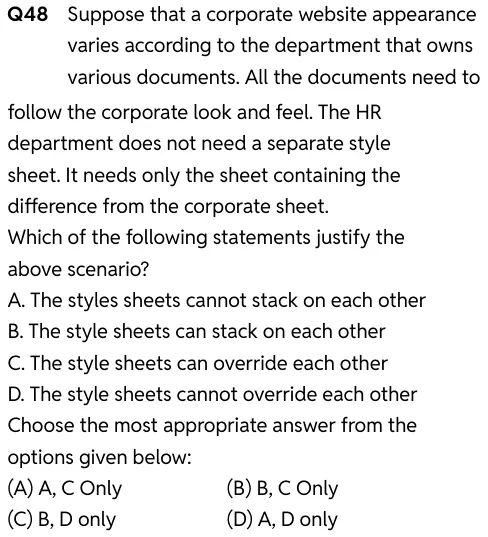 Q48 Suppose that a corporate website appearance
varies according to the department that owns
various documents. All the documents need to
follow the corporate look and feel. The HR
department does not need a separate style
sheet. It needs only the sheet containing the
difference from the corporate sheet.
Which of the following statements justify the
above scenario?
A. The styles sheets cannot stack on each other
B. The style sheets can stack on each other
C. The style sheets can override each other
D. The style sheets cannot override each other
Choose the most appropriate answer from the
options given below:
(A) A, C Only (B) B, C Only
(C) B, D only (D) A, D only